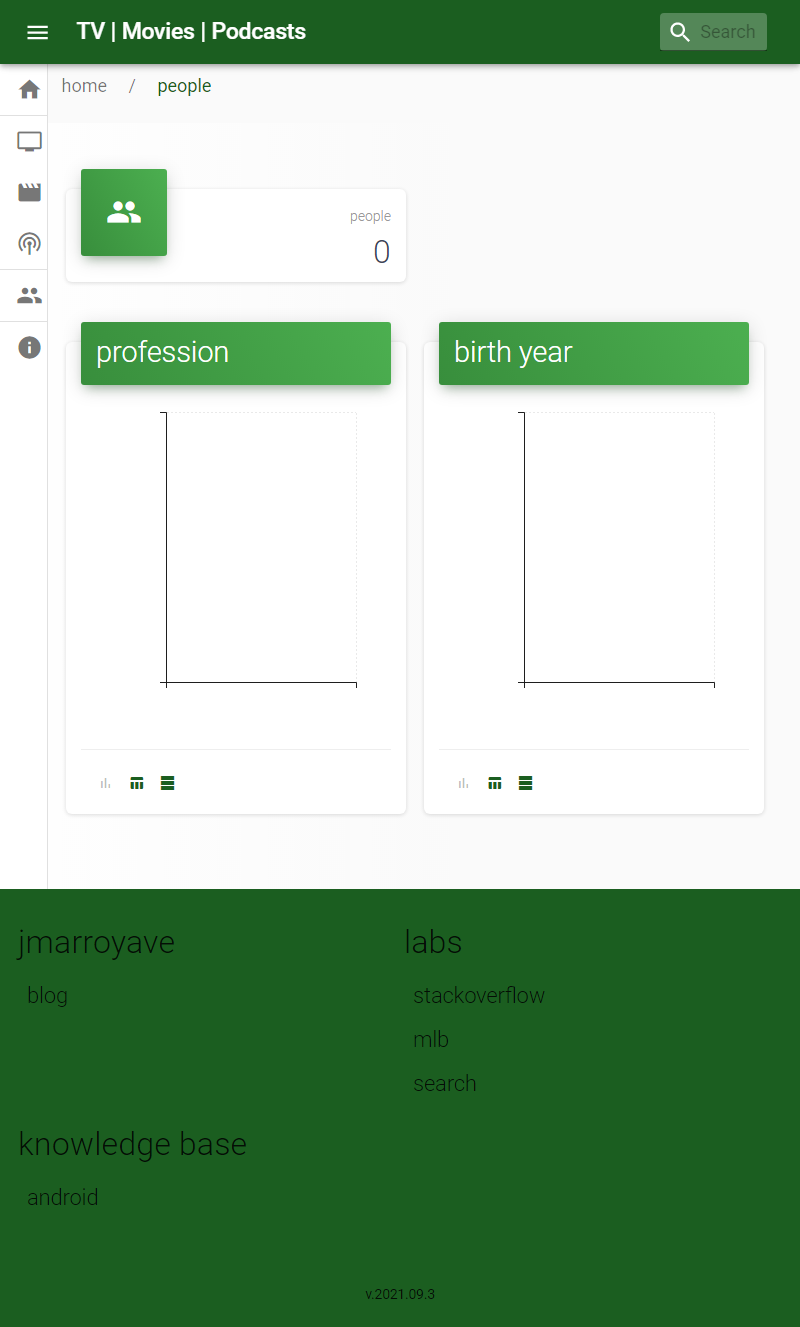 TV | Movies | Podcasts
Search
home / people
people
0
profession
birth year
jmarroyave
blog
labs
stackoverflow
mlb
search
knowledge base
android
v.2021.09.3